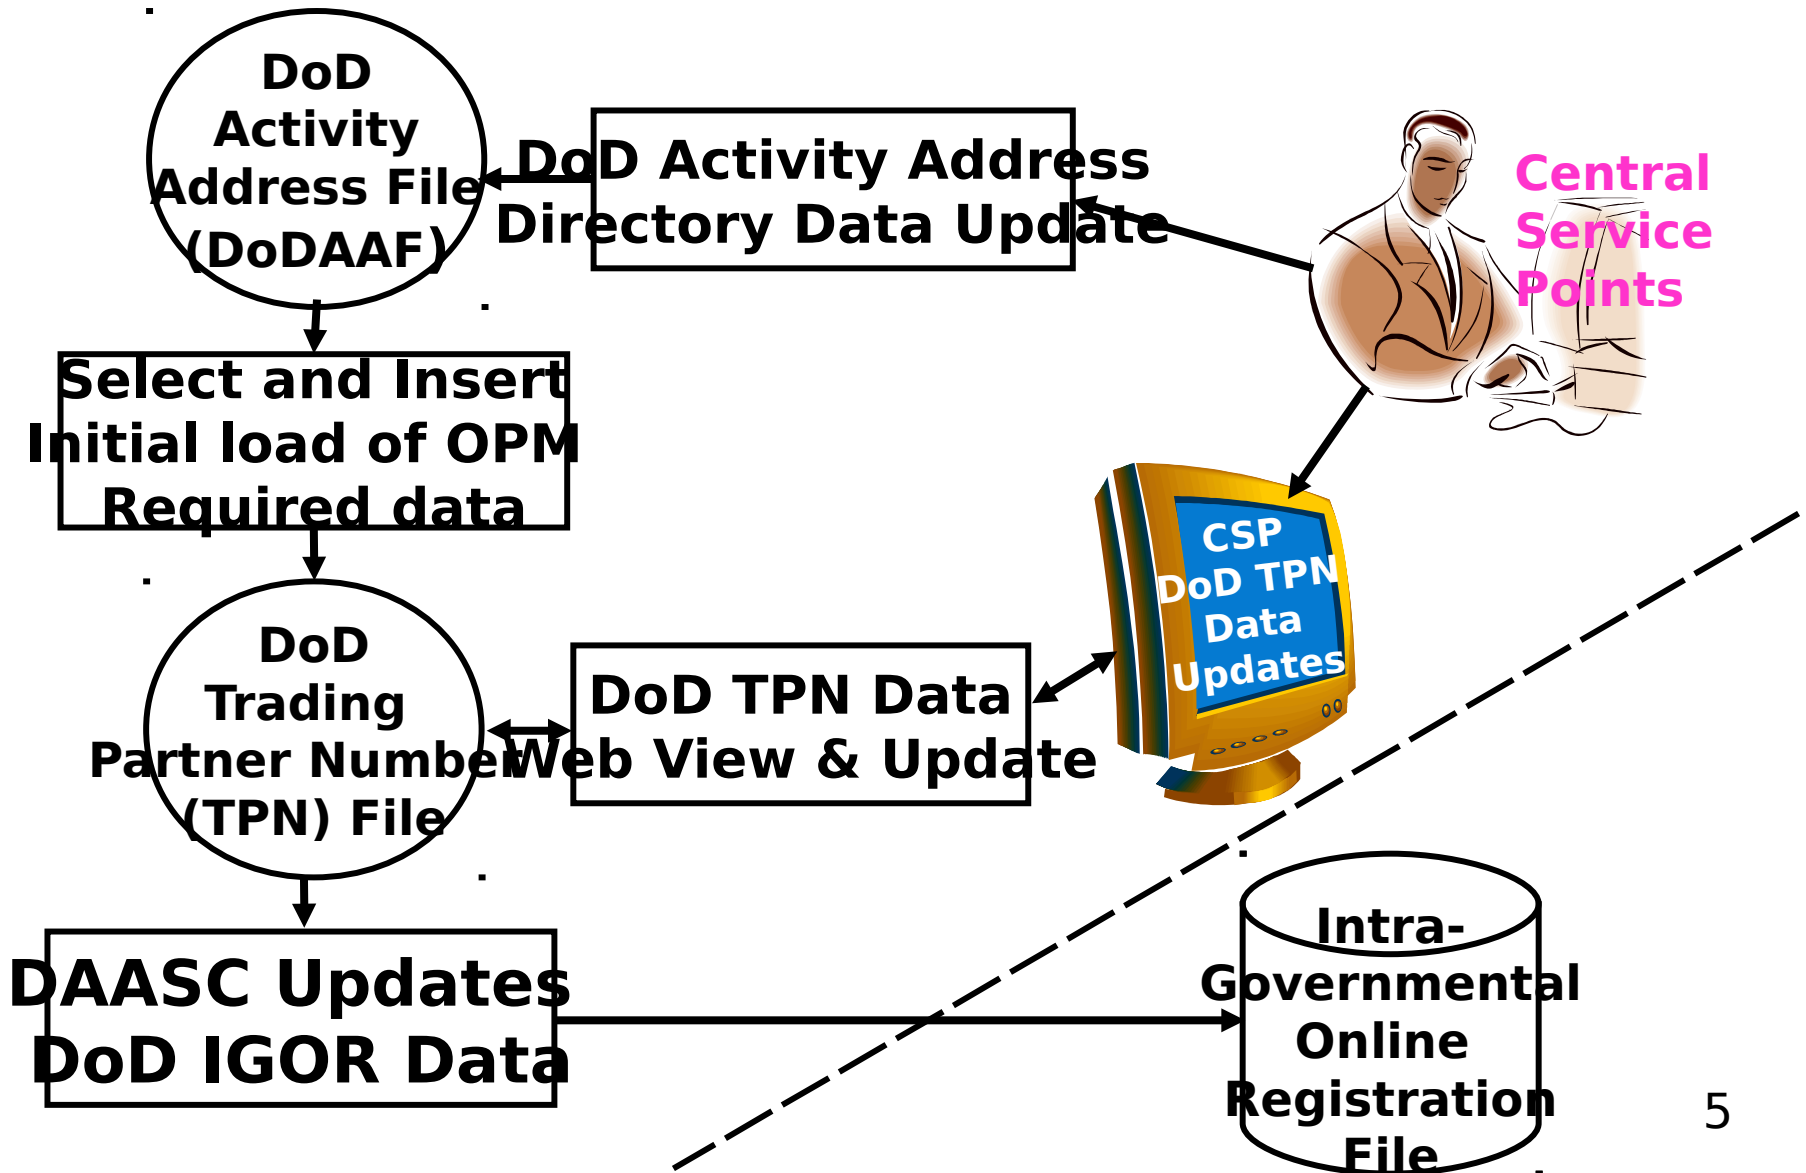 DoD
Activity
Address File
(DoDAAF)
DoD Activity Address
Directory Data Update
Central
Service
Points
Select and Insert
Initial load of OPM
Required data
CSP
DoD TPN
Data
Updates
DoD
Trading
Partner Number
(TPN) File
DoD TPN Data
Web View & Update
DAASC Updates
DoD IGOR Data
Intra-
Governmental
Online
Registration
File
5